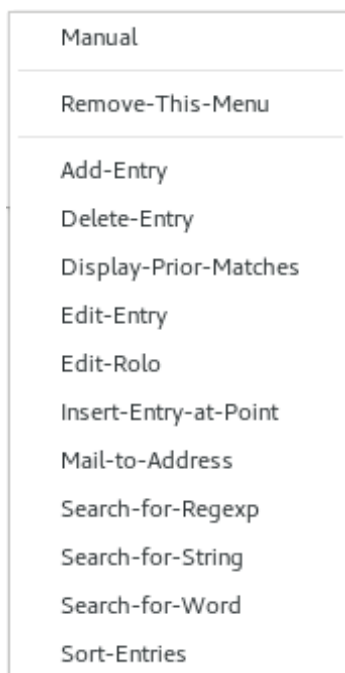 Manual
Remove-This-Menu
Add-Entry
Delete-Entry
Display-Prior-Matches
Edit-Entry
Edit-Rolo
Insert-Entry-at-Point
Mail-to-Address
Search-for-Regexp
Search-for-String
Search-for-Word
Sort-Entries